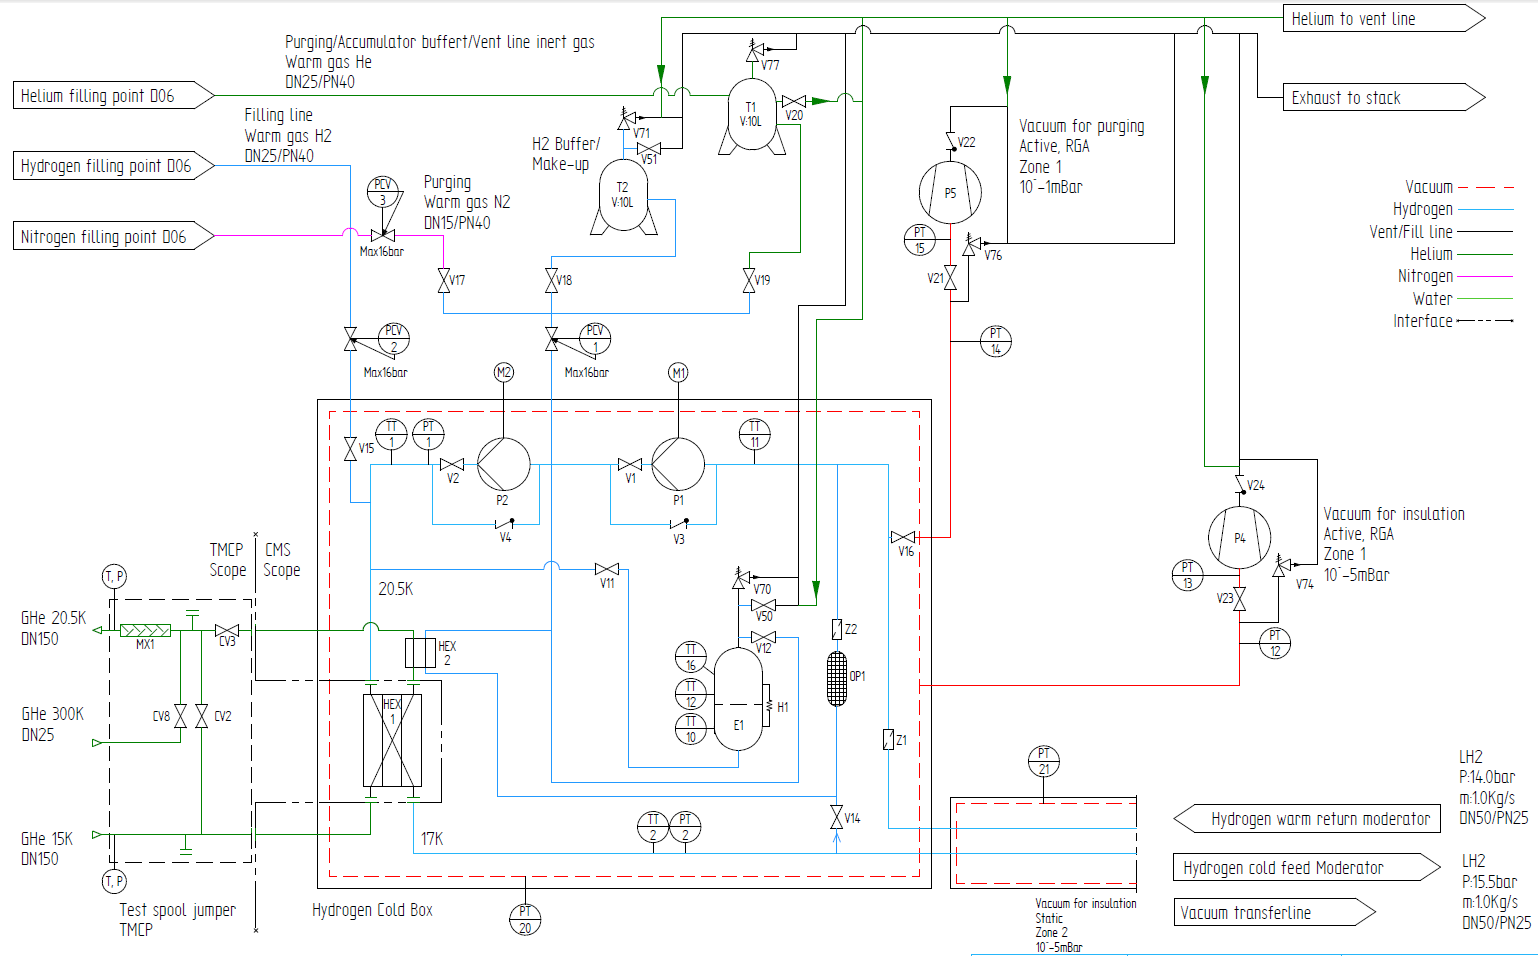 Helium to vent line
Purging/Accumulator buffert/Vent line inert gas
Warm gas He
DN25/PN40
V77
Helium filling point D06
Exhaust to stack
T1
V:10L
V20
Filling line
Warm gas H2
DN25/PN40
V71
H2 Buffer/
Make-up
V51
Vacuum for purging
Active, RGA
Zone 1
10^-1mBar
V22
Hydrogen filling point D06
PCV
3
Purging
Warm gas N2
DN15/PN40
T2
V:10L
P5
Vacuum
Hydrogen
Vent/Fill line
Helium
Nitrogen
Water
Interface
Nitrogen filling point D06
Max16bar
PT
15
V76
V17
V18
V19
V21
PCV
2
Max16bar
PCV
1
Max16bar
PT
14
M2
M1
TT
1
PT
1
TT
11
V15
V2
P2
V1
P1
V4
V3
V16
V24
P4
Vacuum for insulation
Active, RGA
Zone 1
10^-5mBar
PT
13
V74
V23
PT
12
TMCP
Scope
CMS
Scope
T, P
V11
20.5K
V70
V50
V12
GHe 20.5K
DN150
MX1
CV3
HEX
2
Z2
TT
16
TT
12
TT
10
OP1
H1
E1
GHe 300K
DN25
CV8
CV2
HEX
1
Z1
PT
21
LH2
P:14.0bar
m:1.0Kg/s
DN50/PN25
Hydrogen warm return moderator
GHe 15K
DN150
17K
TT
2
PT
2
V14
Hydrogen cold feed Moderator
LH2
P:15.5bar
m:1.0Kg/s
DN50/PN25
T, P
Test spool jumper
TMCP
Hydrogen Cold Box
PT
20
Vacuum for insulation
Static
Zone 2
10^-5mBar
Vacuum transferline